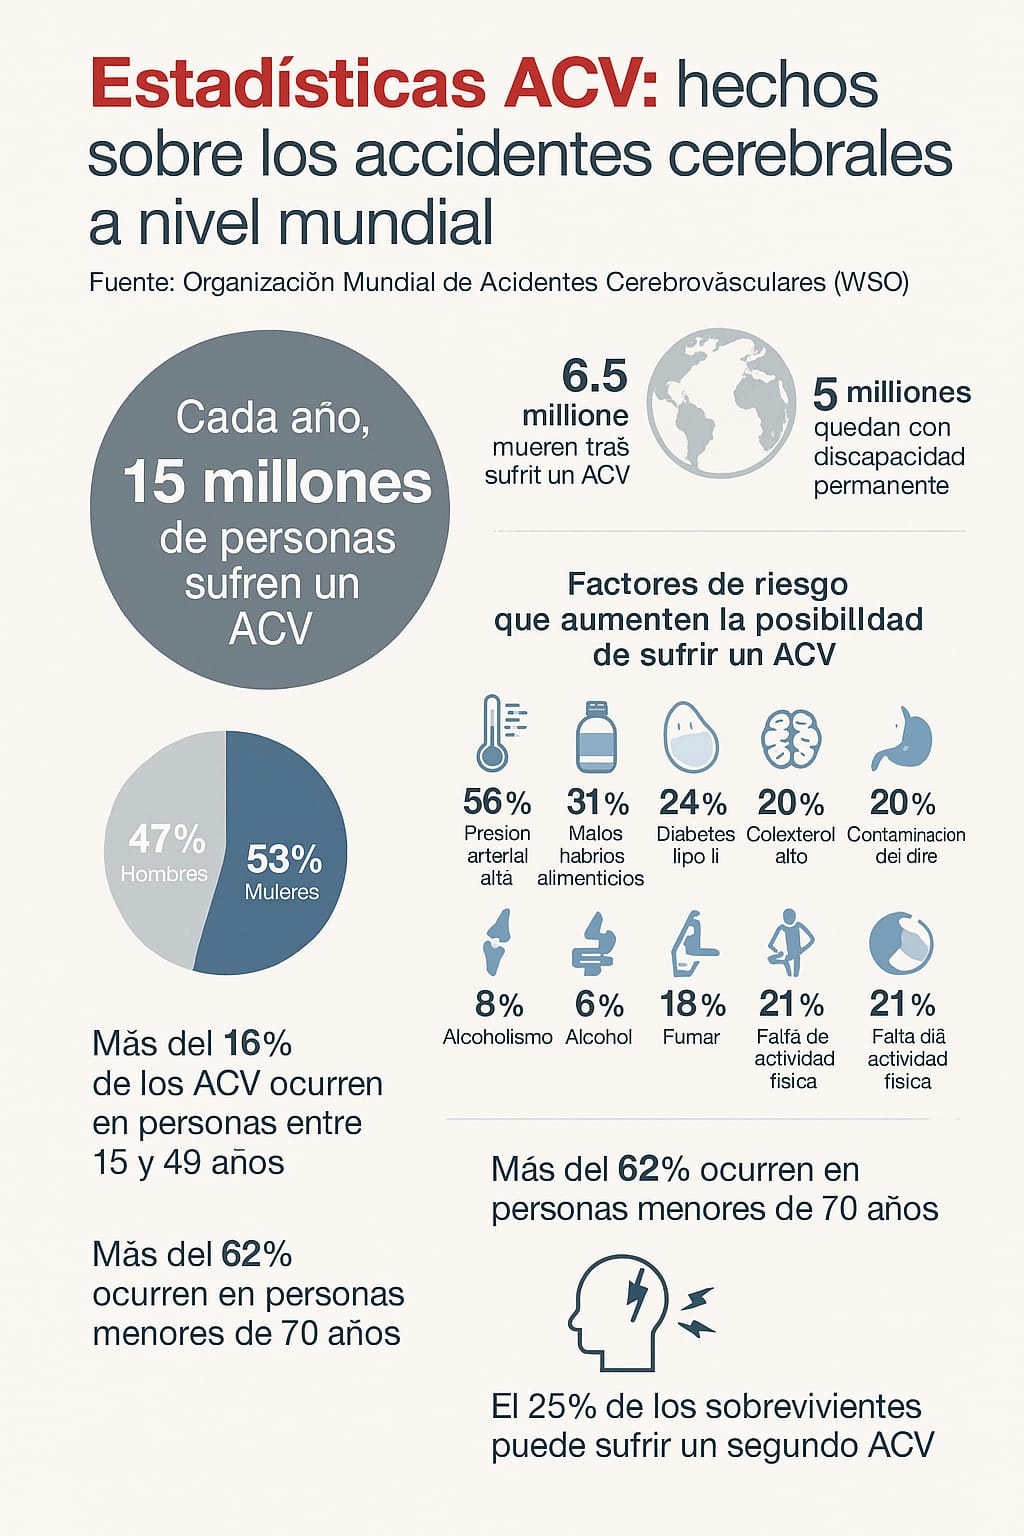 Estadísticas ACV: hechos
sobre los accidentes cerebrales
a nivel mundial
Fuente: Organizaciŏn Mundial de Acidentes Cerebrovăsculares (WSO)
Cada año,
15 millones
de personas
sufren un
ACV
6.5
millione
mueren traš
sufrit un ACV
5 milliones
quedan con
discapacidad
permanente
Factores de riesgo
que aumenten la posibilldad
de sufrir un ACV
56%
Presion
arterlal
altá
31%
Malos
habrios
alimenticios
24%
Diabetes
lipo li
20%
Colexterol
alto
20%
Contaminacion
dei dire
8%
Alcoholismo
6%
Alcohol
18%
Fumar
21%
Falfá de
actividad
fisica
21%
Falta diã
actividad
fisica
47%
Hombres
53%
Muleres
Mǎs del 16%
de los ACV ocurren
en personas entre
15 y 49 años
Mǎs del 62%
ocurren en personas
menores de 70 años
Más del 62% ocurren en
personas menores de 70 años
El 25% de los sobrevivientes
puede sufrir un segundo ACV